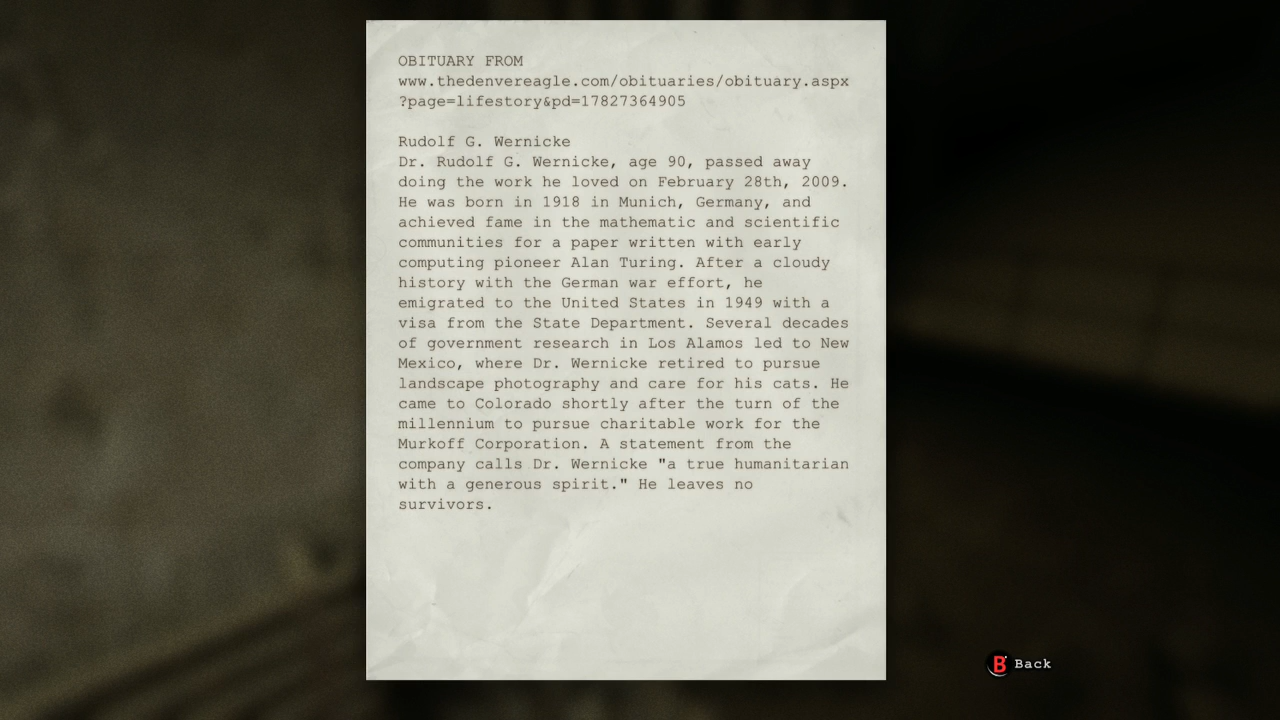 OBITUARY FROM
www.thedenvereagle.com/obituaries/obituary.aspx
?page=lifestory&pd=17827364905
Rudolf G. Wernicke
Dr. Rudolf G. Wernicke, age 90, passed away
doing the work he loved on February 28th, 2009.
He was born in 1918 in Munich, Germany, and
achieved fame in the mathematic and scientific
communities for a paper written with early
computing pioneer Alan Turing. After a cloudy
history with the German war effort, he
emigrated to the United States in 1949 with a
visa from the State Department. Several decades
of government research in Los Alamos led to New
Mexico, where Dr. Wernicke retired to pursue
landscape photography and care for his cats. He
came to Colorado shortly after the turn of the
millennium to pursue charitable work for the
Murkoff Corporation. A statement from the
company calls Dr. Wernicke "a true humanitarian
with a generous spirit." He leaves no
survivors.
B Back